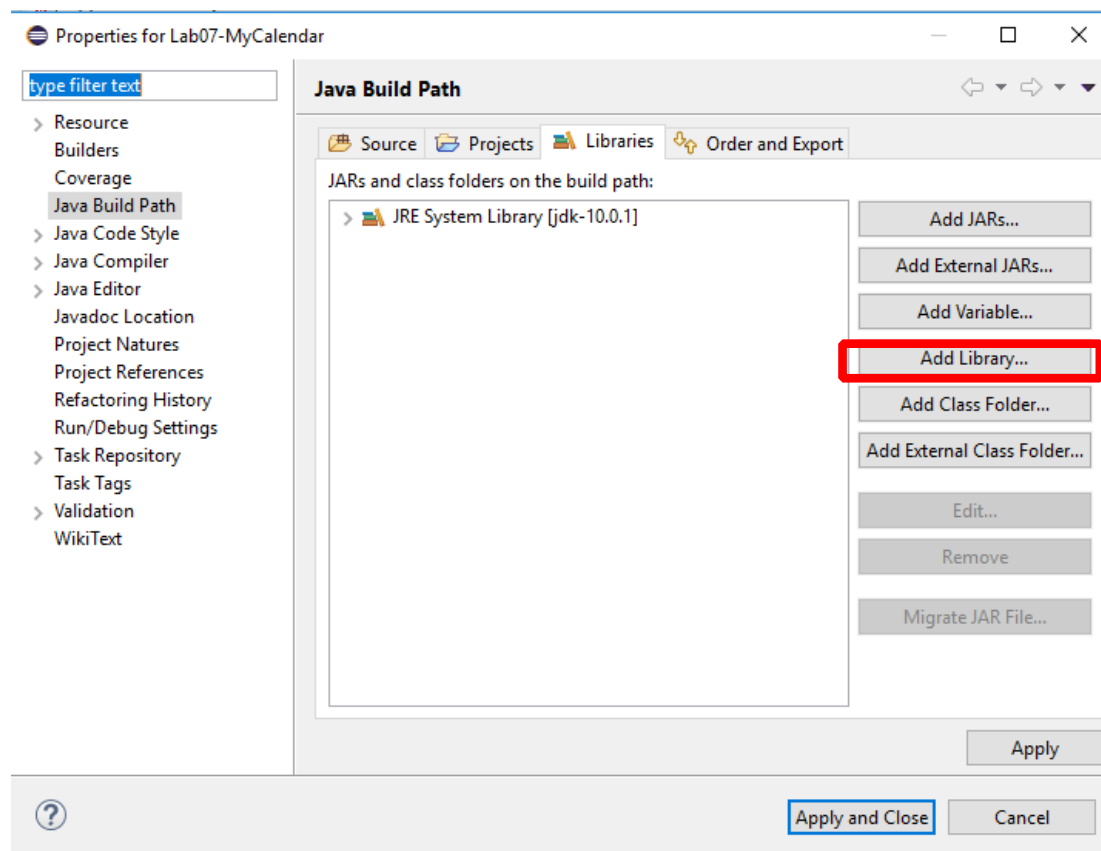 Properties for Lab07-MyCalendar
type filter text
Resource
Builders
Coverage
Java Build Path
Java Code Style
Java Compiler
Java Editor
Javadoc Location
Project Natures
Project References
Refactoring History
Run/Debug Settings
Task Repository
Task Tags
Validation
WikiText
Java Build Path
Source Projects Libraries Order and Export
JARs and class folders on the build path:
JRE System Library [jdk-10.0.1]
Add JARs...
Add External JARs...
Add Variable...
Add Library...
Add Class Folder...
Add External Class Folder...
Edit...
Remove
Migrate JAR File...
Apply
?
Apply and Close Cancel